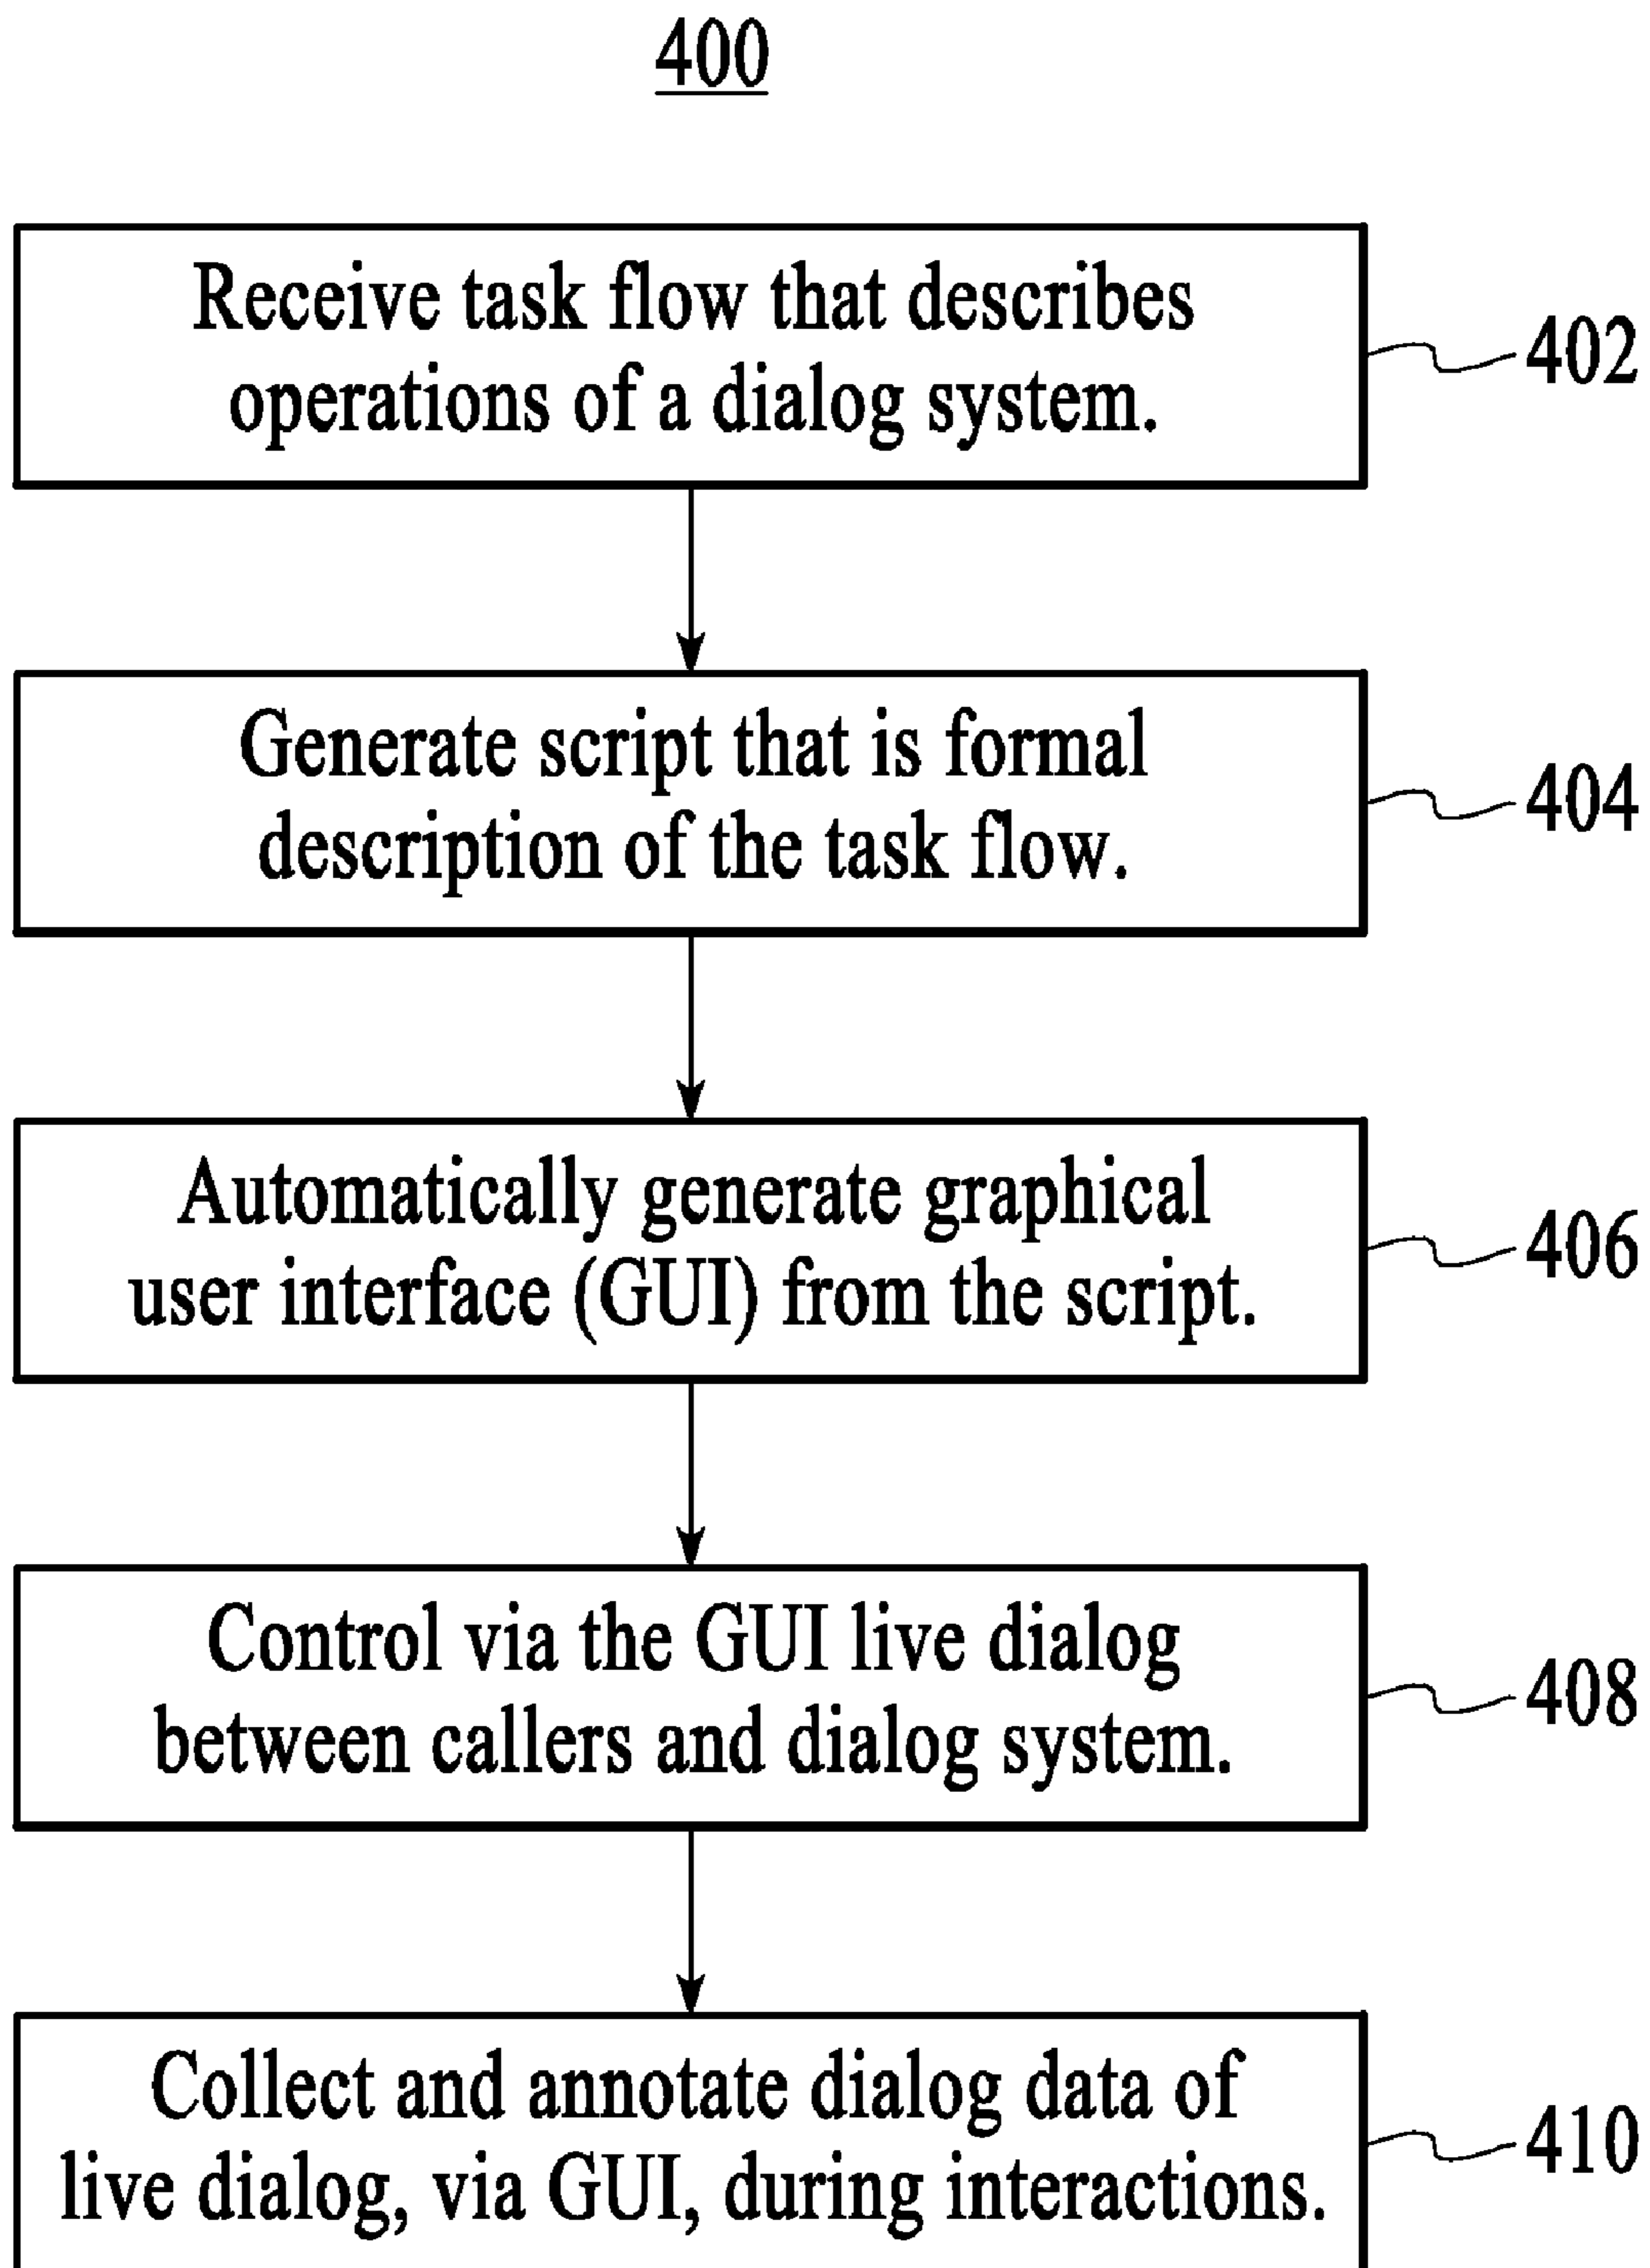 400
Receive task flow that describes
operations of a dialog system.
402
Generate script that is formal
description of the task flow.
404
Automatically generate graphical
user interface (GUI) from the script.
406
Control via the GUI live dialog
between callers and dialog system.
408
Collect and annotate dialog data of
live dialog, via GUI, during interactions.
410